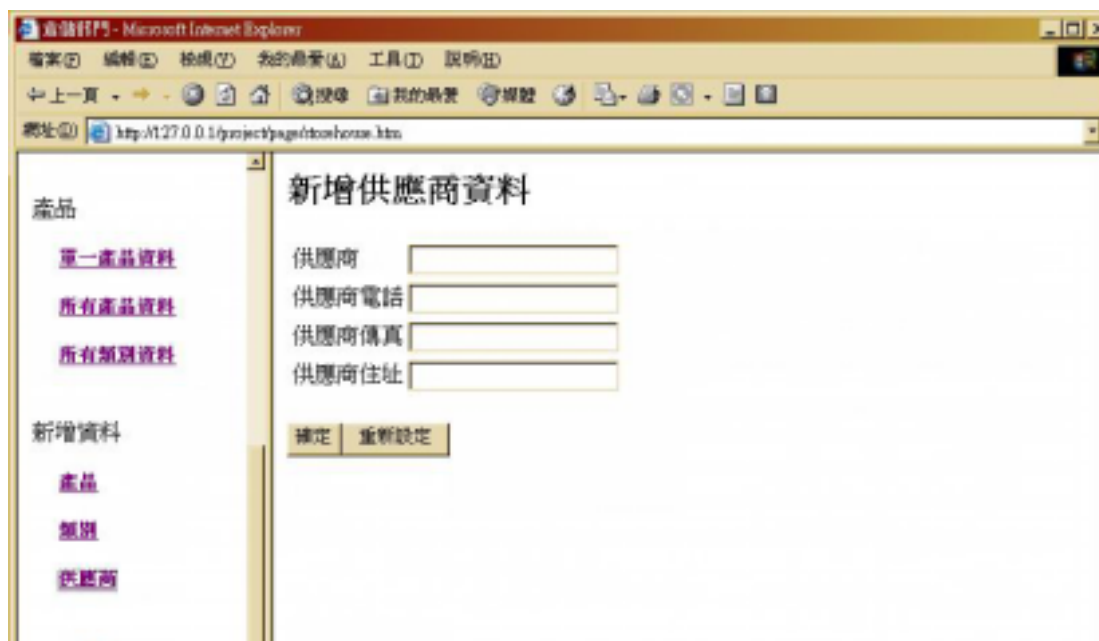 倉儲部門 - Microsoft Internet Explorer
檔案(F) 編輯(E) 檢視(V) 我的最愛(A) 工具(T) 說明(H)
上一頁 搜尋 我的最愛 媒體
網址(D) http://127.0.0.1/project/page/storehouse.htm
產品
單一產品資料
所有產品資料
所有類別資料
新增資料
產品
類別
供應商
新增供應商資料
供應商
供應商電話
供應商傳真
供應商住址
確定 重新設定